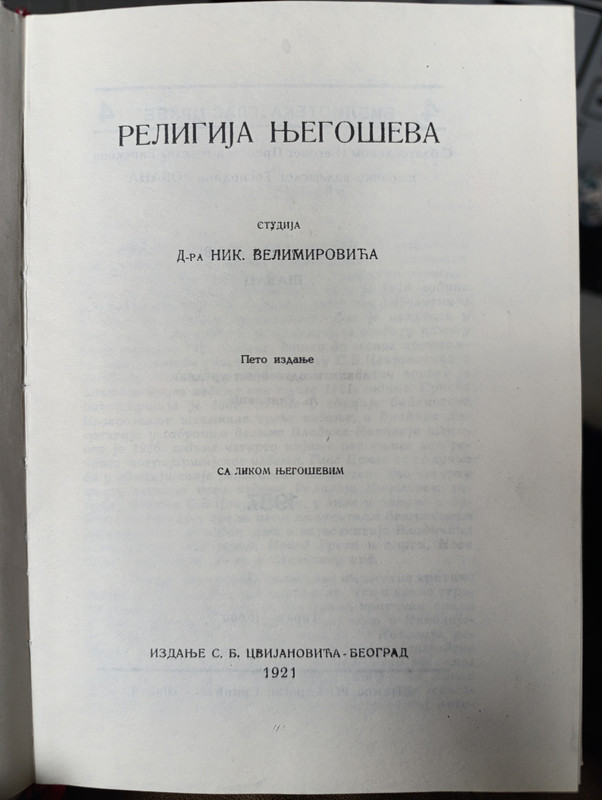 РЕЛИГИЈА ЊЕГОШЕВА
СТУДИЈА
Д-РА НИК. ВЕЛИМИРОВИЋА
Пето издање
СА ЛИКОМ ЊЕГОШЕВИМ
ИЗДАЊЕ С. Б. ЦВИЈАНОВИЋА - БЕОГРАД
1921